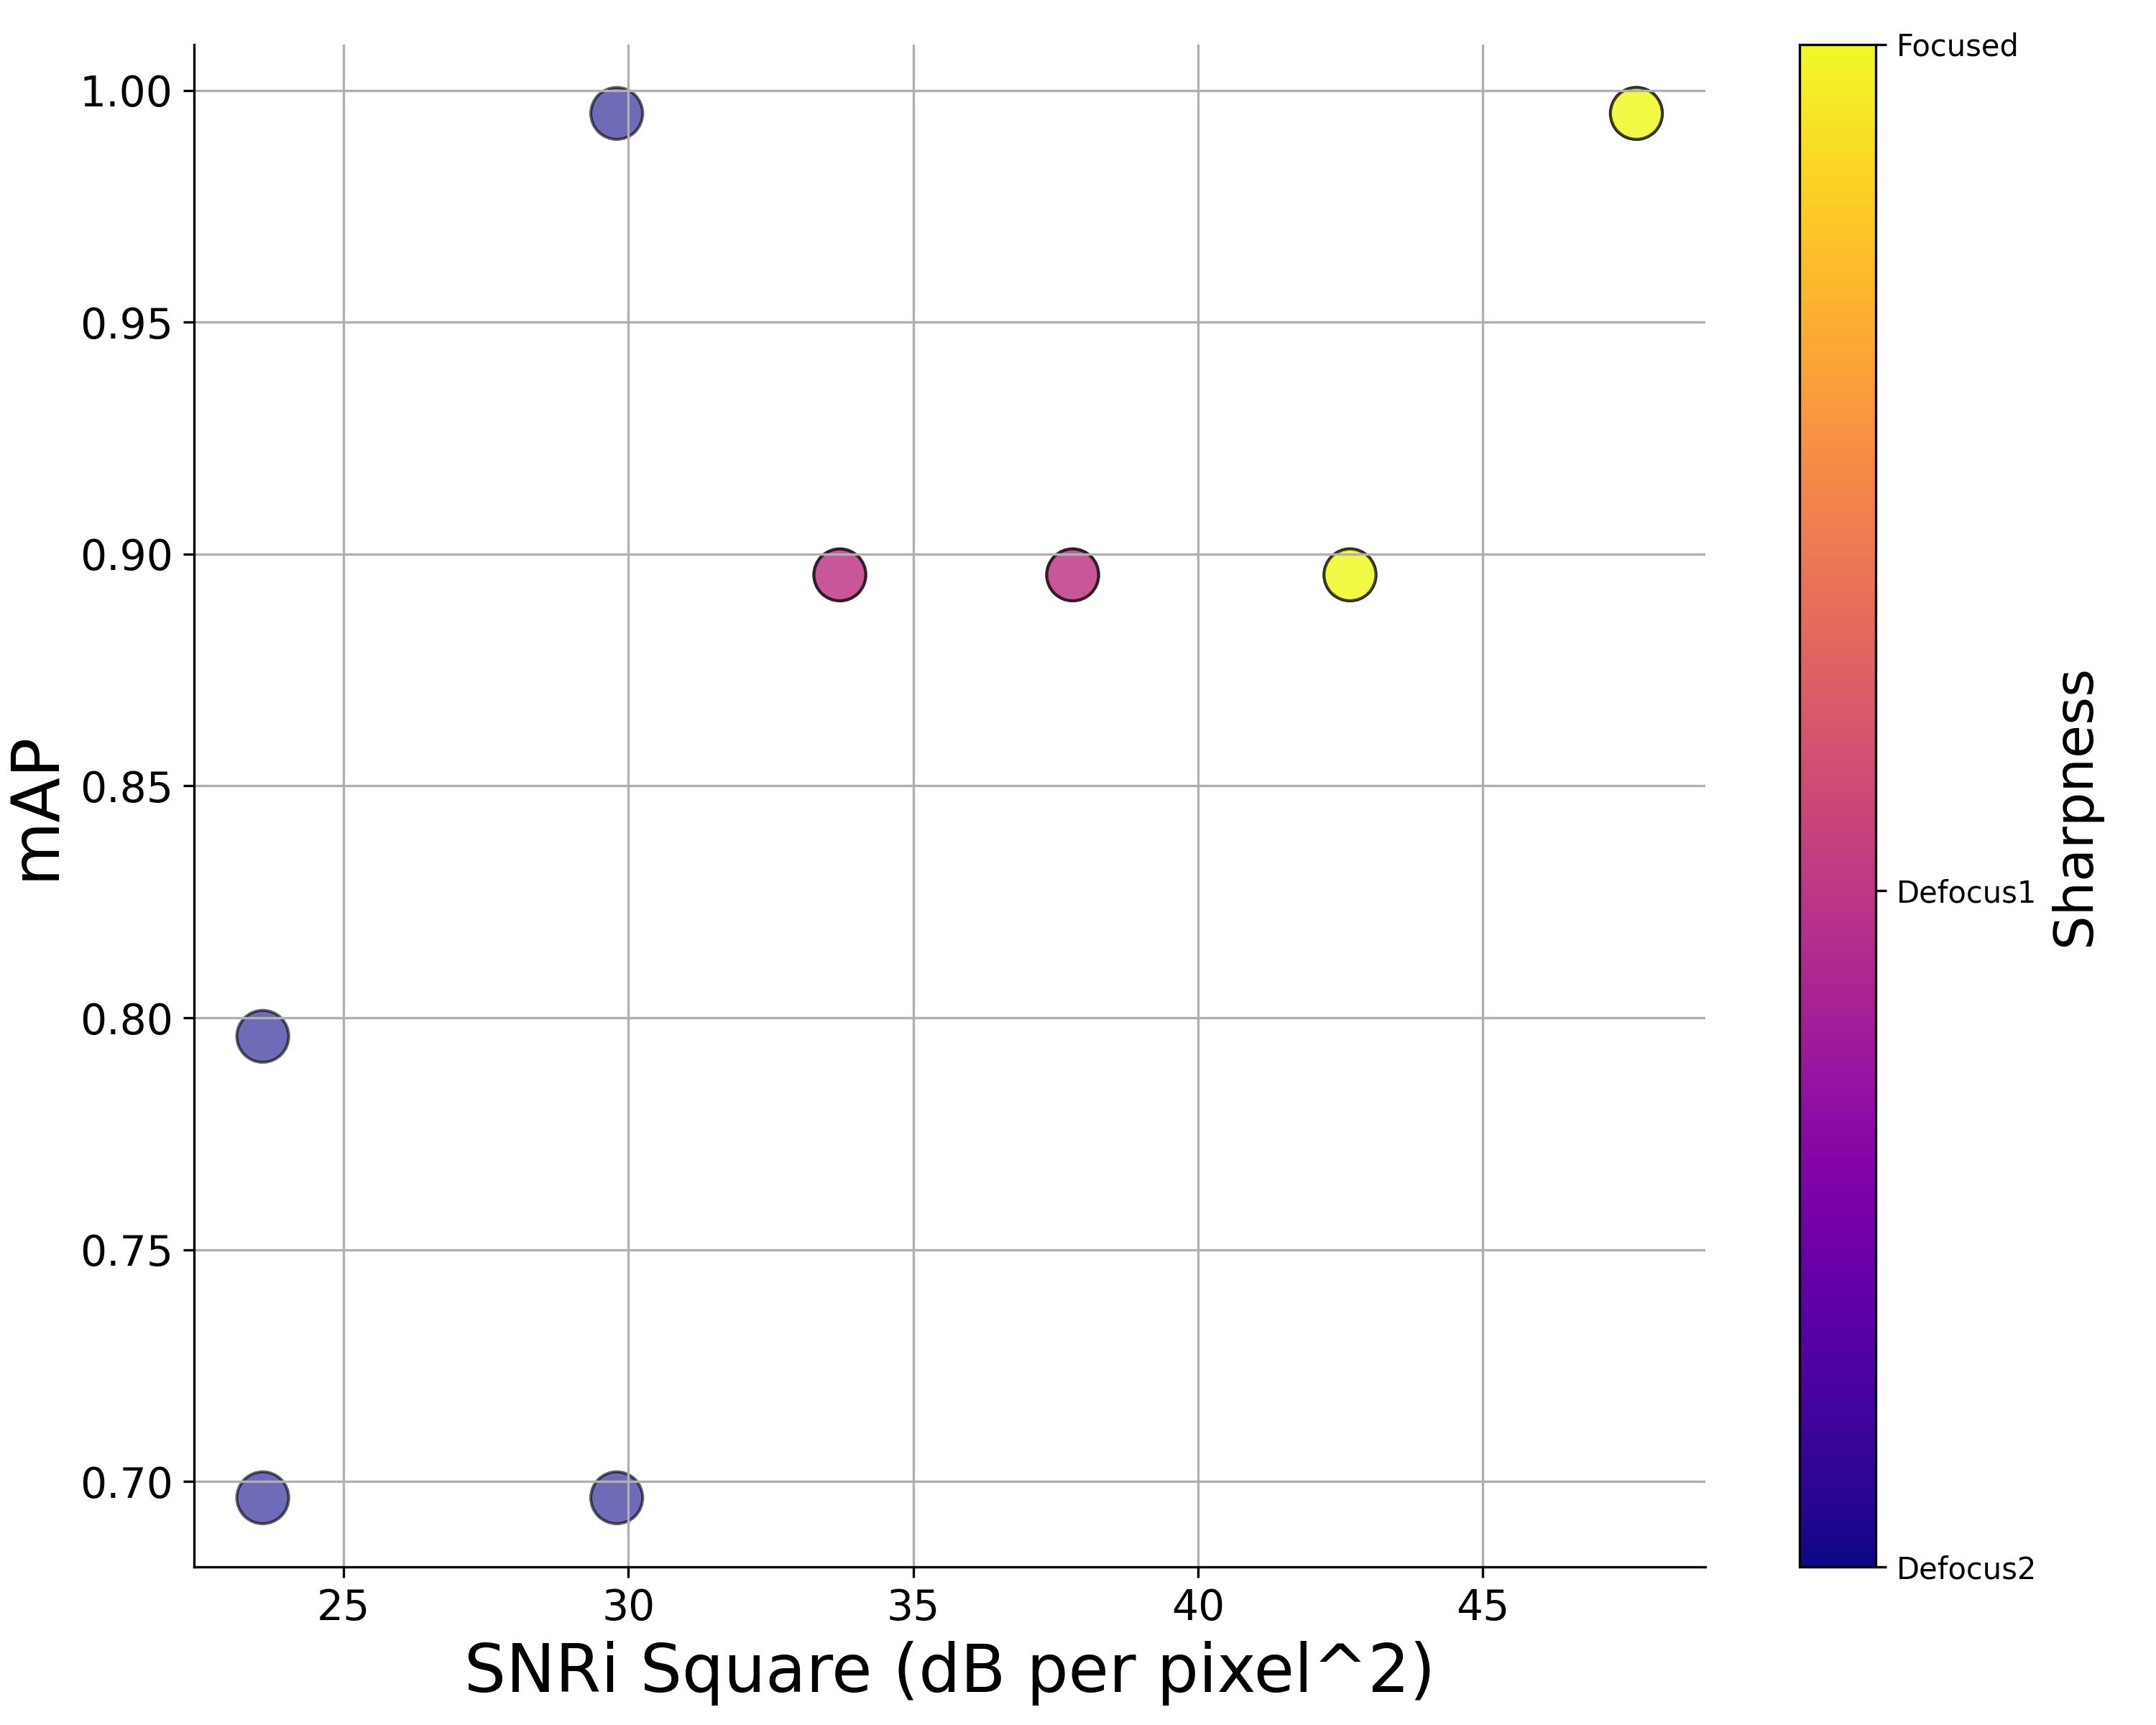 mAP
1.00
0.95
0.90
0.85
0.80
0.75
0.70
25 30 35 40 45
SNRi Square (dB per pixel^2)
Focused
Defocus1
Defocus2
Sharpness